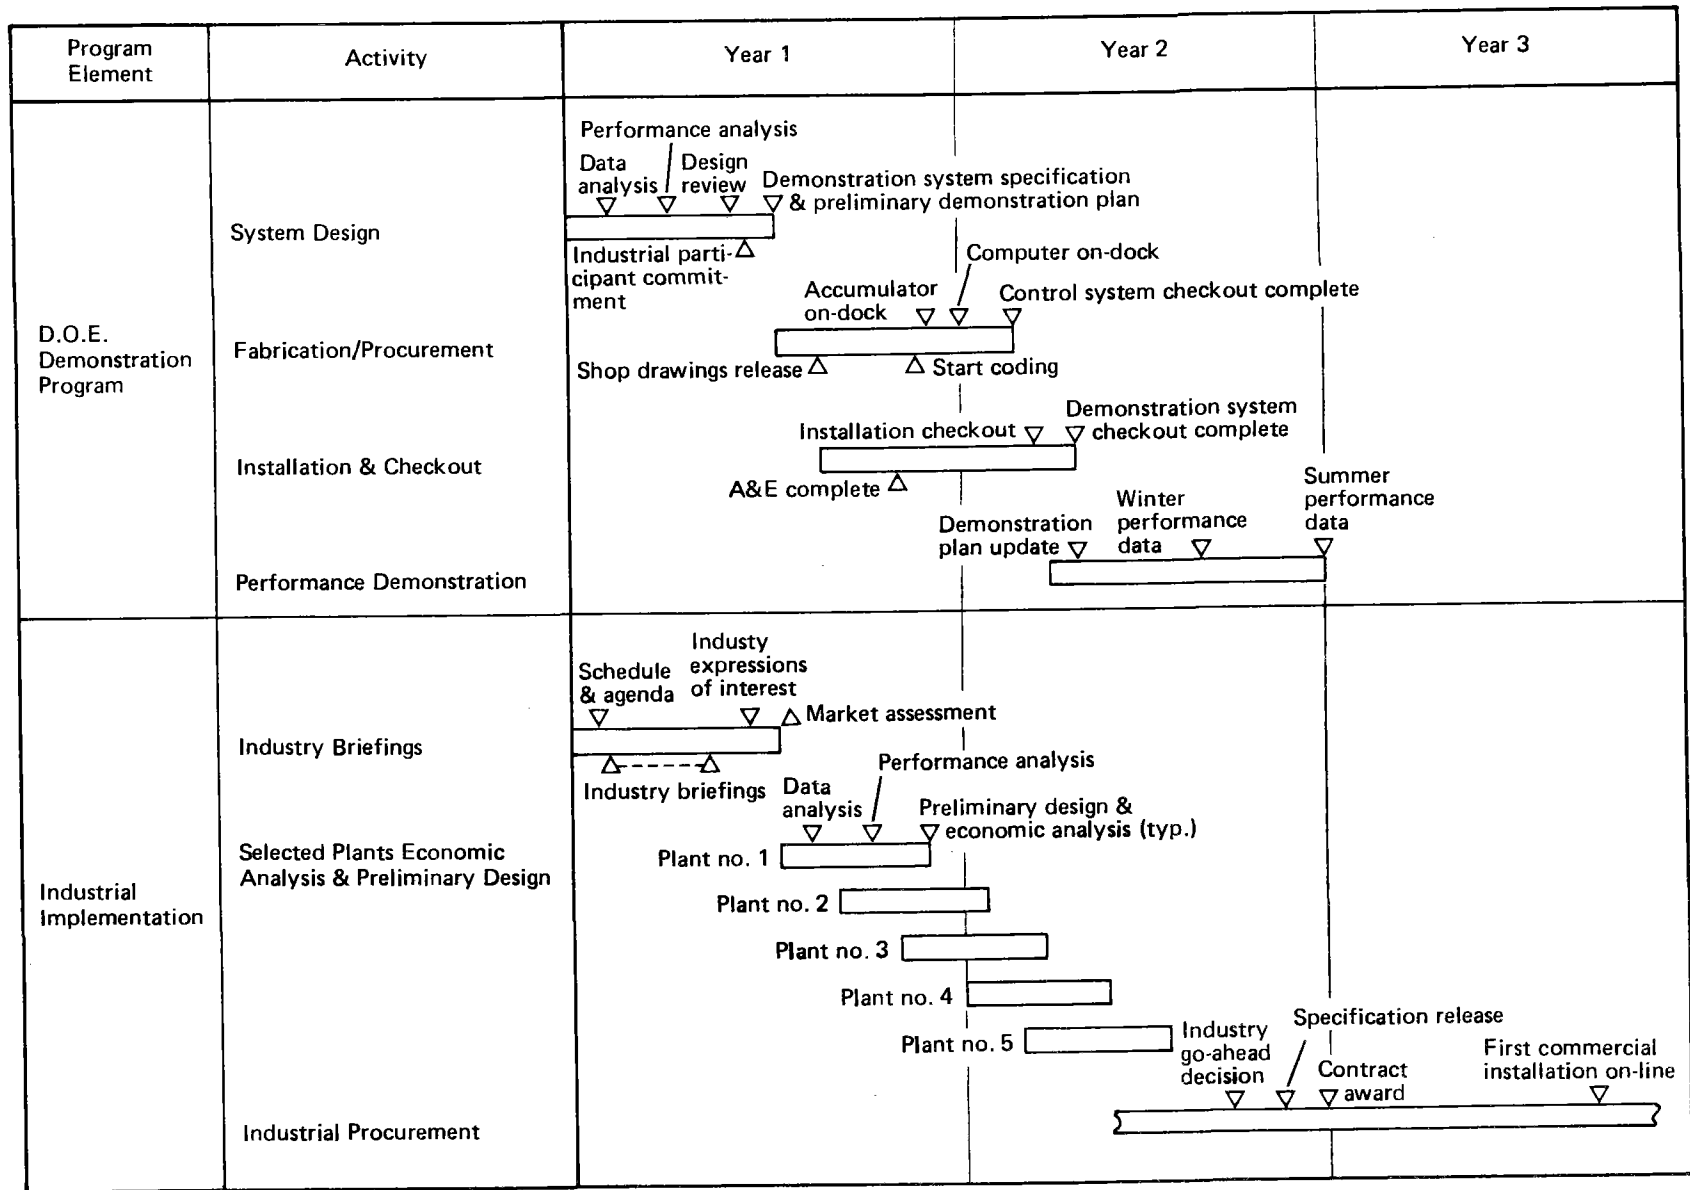 Program
Element
Activity
Year 1
Year 2
Year 3
D.O.E.
Demonstration
Program
System Design
Performance analysis
Data
analysis
Design
review
Demonstration system specification
& preliminary demonstration plan
Industrial parti-
cipant commit-
ment
Fabrication/Procurement
Accumulator
on-dock
Computer on-dock
Control system checkout complete
Shop drawings release
Start coding
Installation & Checkout
Installation checkout
Demonstration system
checkout complete
A&E complete
Performance Demonstration
Demonstration
plan update
Winter
performance
data
Summer
performance
data
Industrial
Implementation
Industry Briefings
Schedule
& agenda
Industy
expressions
of interest
Market assessment
Industry briefings
Selected Plants Economic
Analysis & Preliminary Design
Data
analysis
Performance analysis
Preliminary design &
economic analysis (typ.)
Plant no. 1
Plant no. 2
Plant no. 3
Plant no. 4
Plant no. 5
Industrial Procurement
Industry
go-ahead
decision
Specification release
Contract
award
First commercial
installation on-line